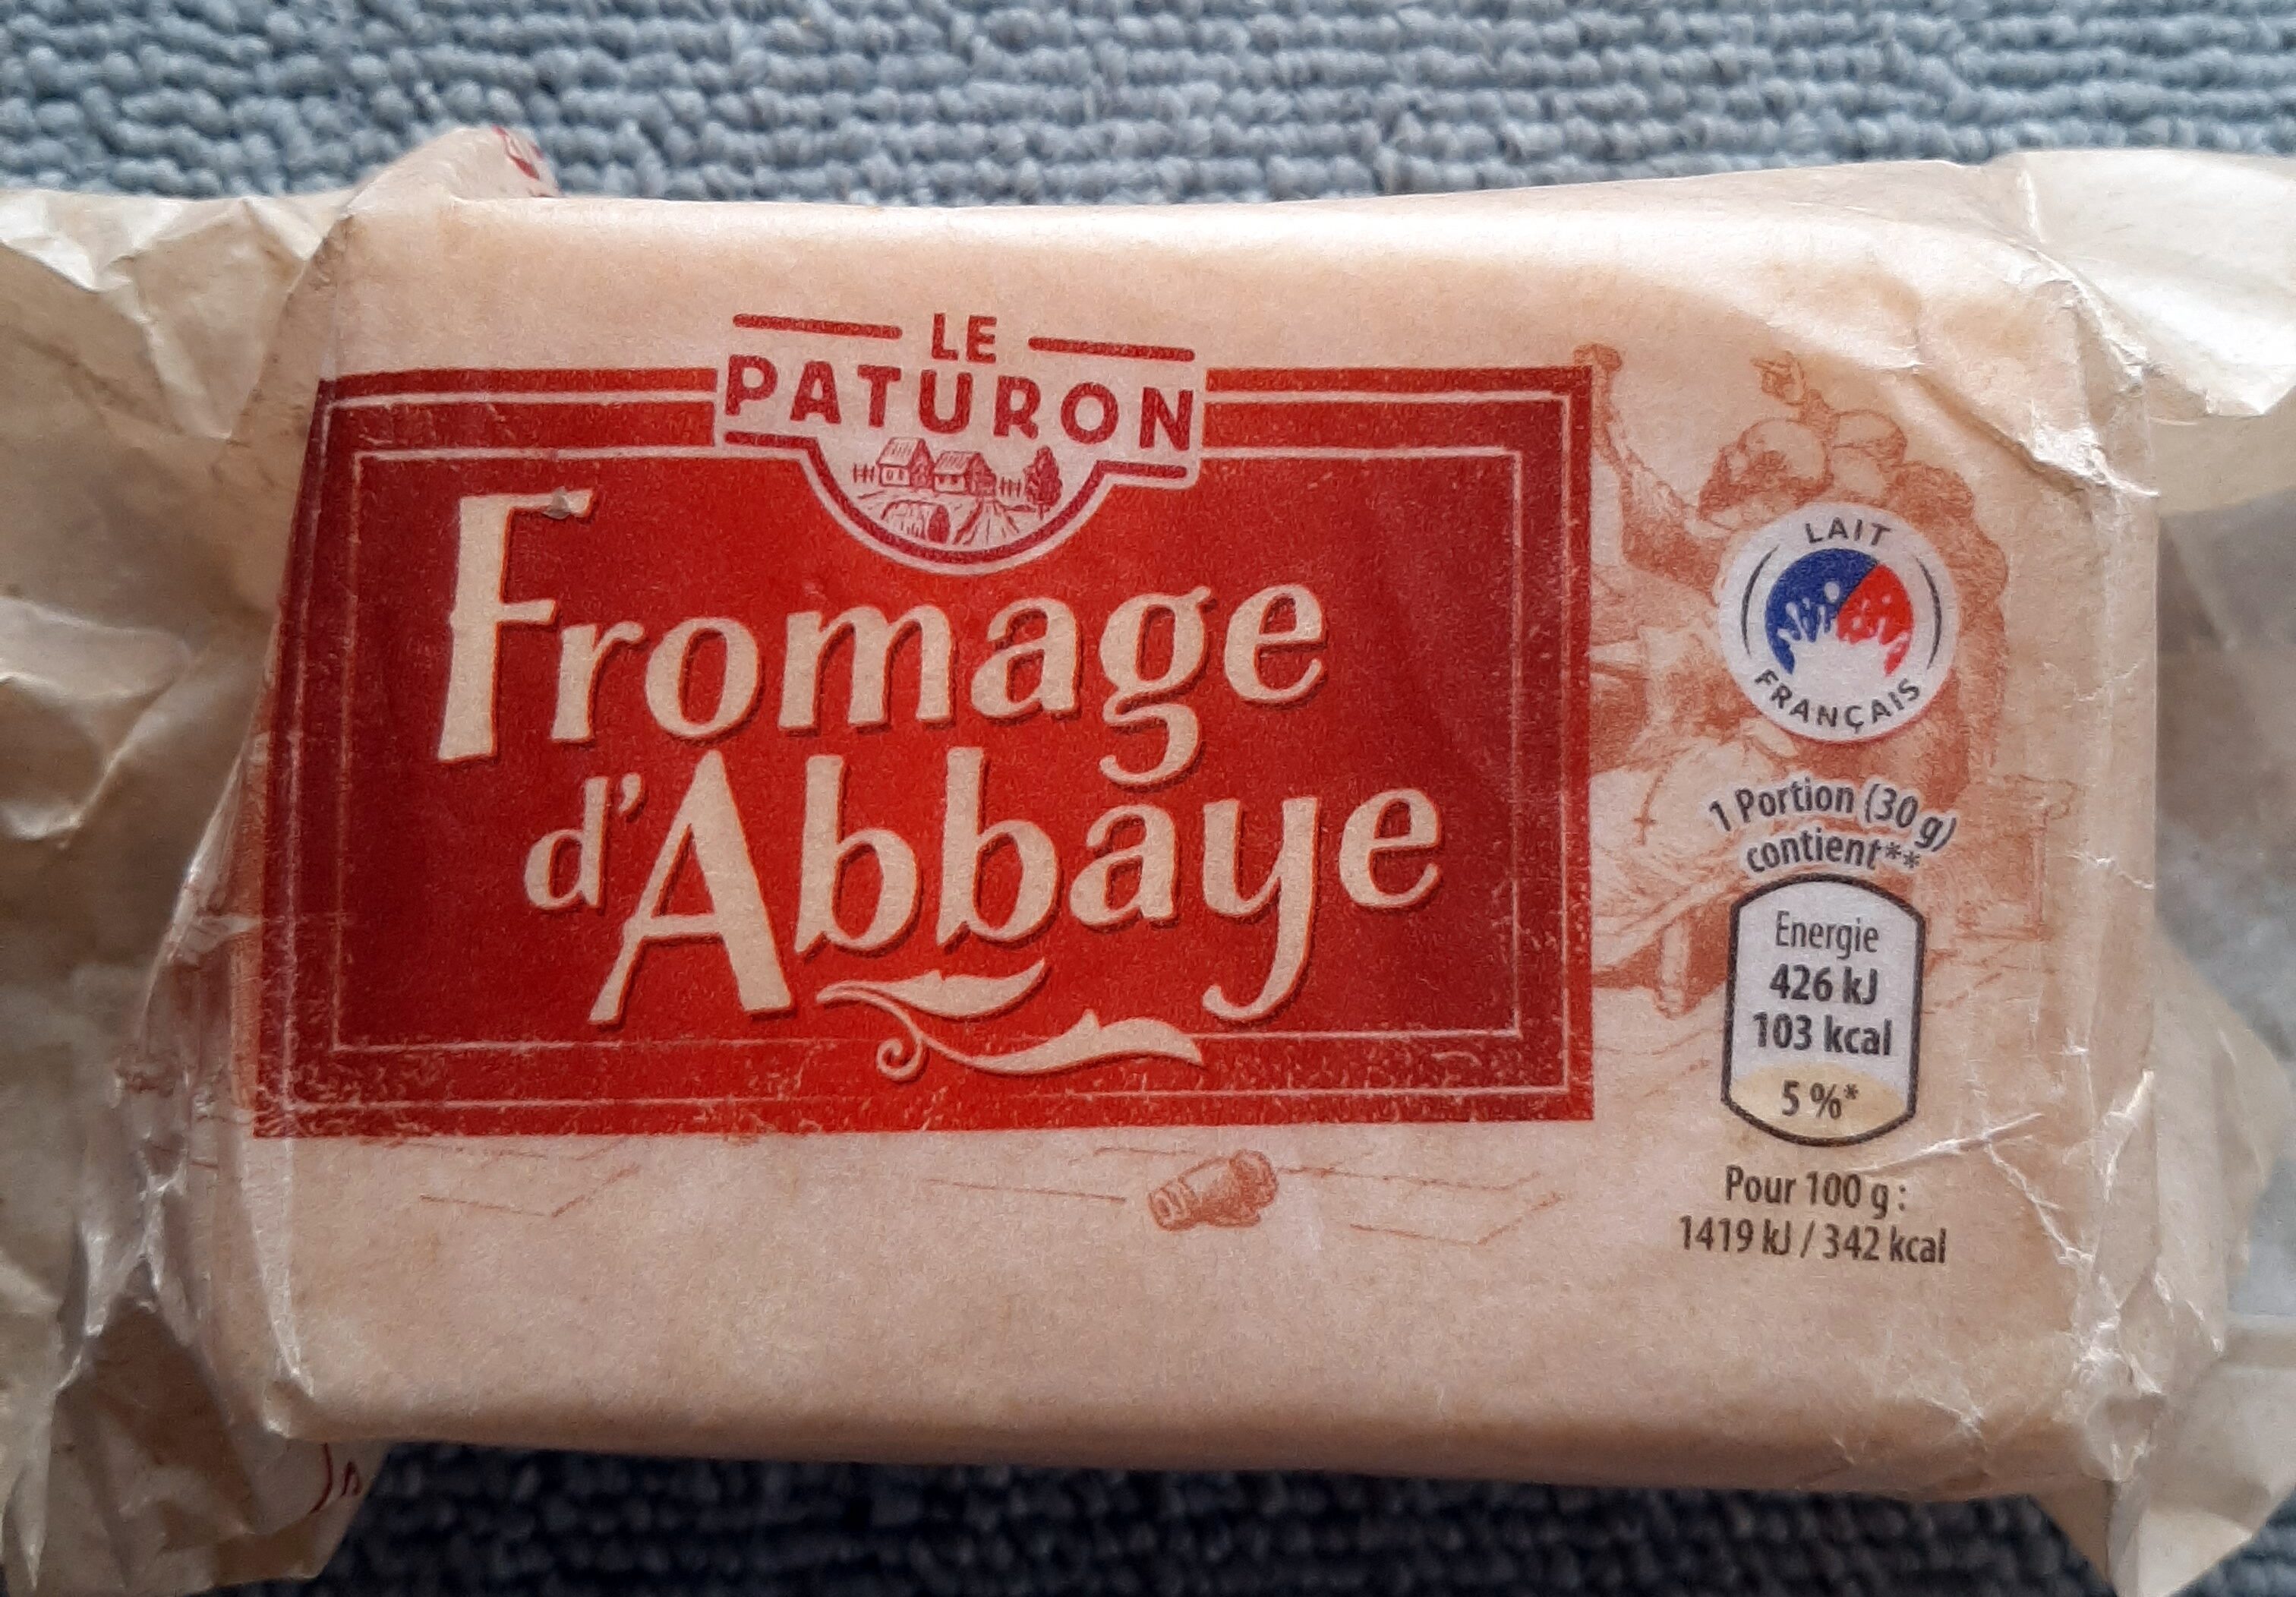 LE
PATURON
Fromage
d'Abbaye
LAIT
FRANÇAIS
1 Portion (30 g)
contient**
Energie
426 kJ
103 kcal
5 %*
Pour 100 g :
1419 kJ / 342 kcal